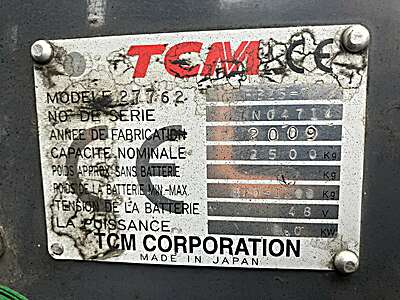 TCM CE
MODELE 27762
NO. DE SERIE NO4714
ANNEE DE FABRICATION 2009
CAPACITE NOMINALE 2500 Kg
POIDS APPROX SANS BATTERIE Kg
POIDS DE LA BATTERIE MIN.-MAX. Kg
TENSION DE LA BATTERIE 48 V
LA PUISSANCE KW
TCM CORPORATION
MADE IN JAPAN